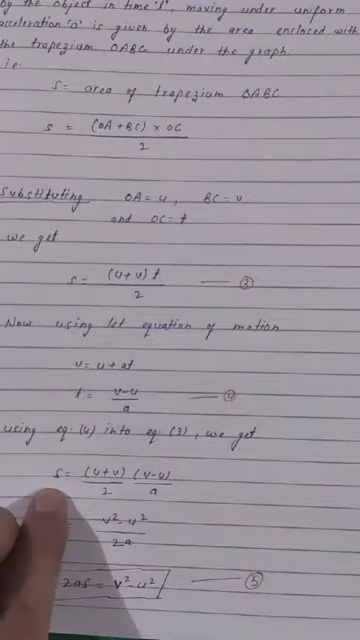 by the object in time 't', moving under uniform
acceleration 'a' is given by the area enclosed with
the trapezium OABC under the graph.
i.e.
s = area of trapezium OABC
s = (OA+BC) × OC / 2
Substituting OA = u, BC = v
and OC = t
we get
s = (u+v) t / 2 — (3)
Now using 1st equation of motion
v = u + at
t = v-u / a — (4)
using eq. (4) into eq. (3), we get
s = (u+v) / 2 (v-u) / a
v² - u² / 2a
2as = v² - u² — (5)